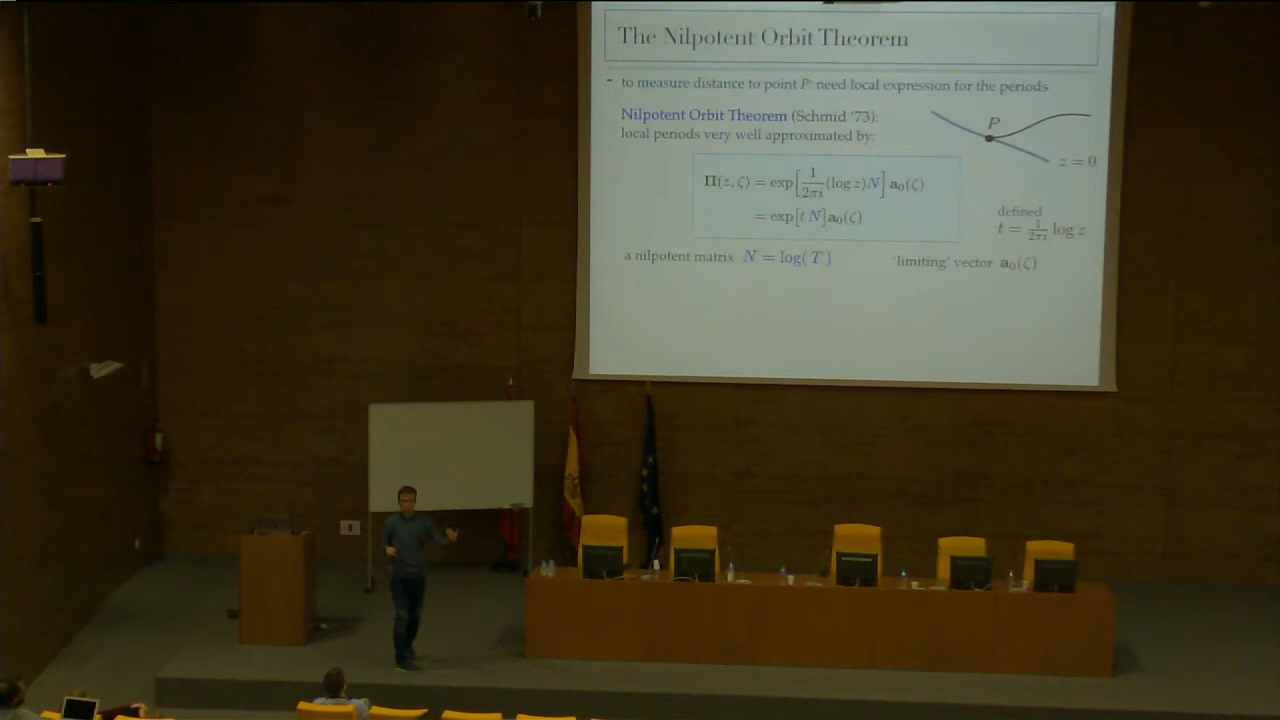 The Nilpotent Orbit Theorem
- to measure distance to point P: need local expression for the periods
Nilpotent Orbit Theorem (Schmid '73):
local periods very well approximated by:
P
z = 0
Π(z, ζ) = exp[1/2πi (log z)N] a₀(ζ)
= exp[t N]a₀(ζ)
defined
t = 1/2πi log z
a nilpotent matrix N = log(T)
'limiting' vector a₀(ζ)